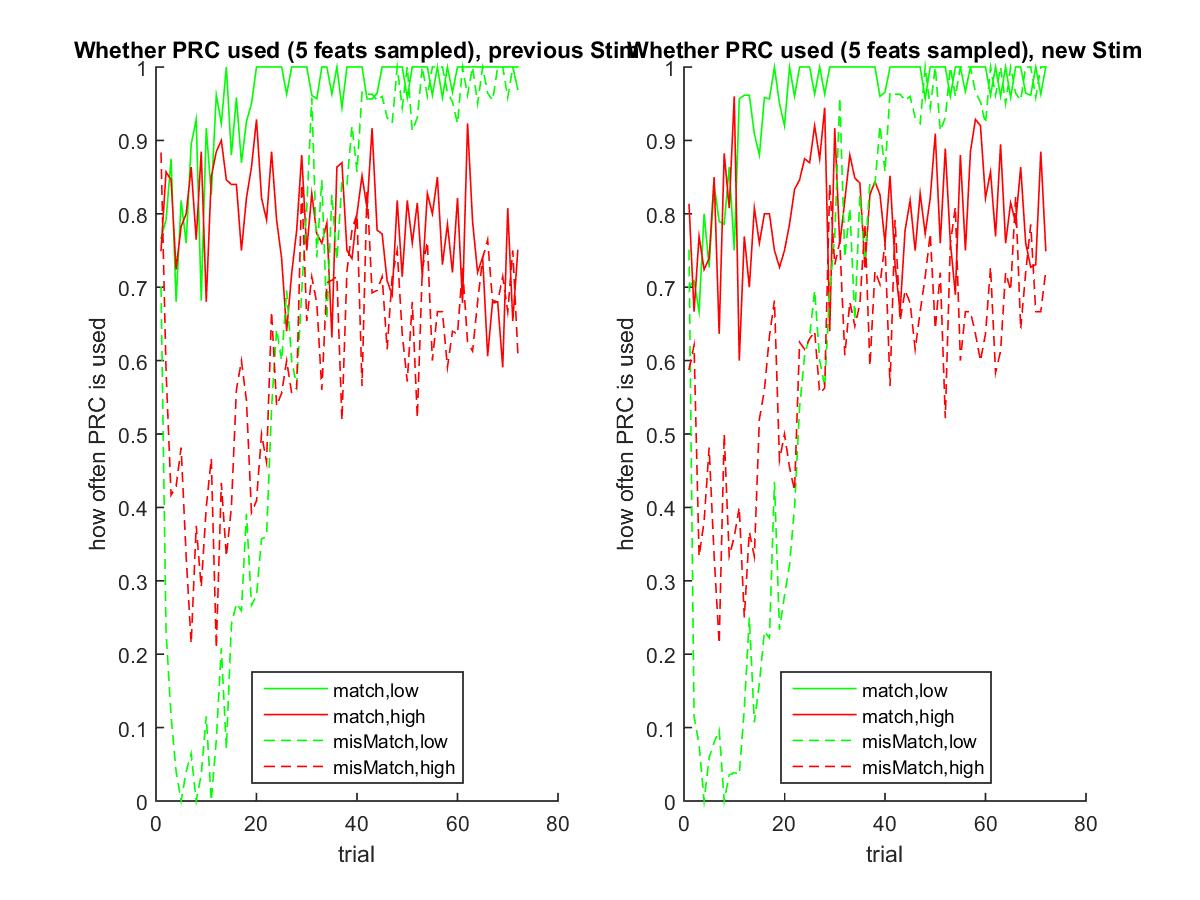 Whether PRC used (5 feats sampled), previous Stim
Whether PRC used (5 feats sampled), new Stim
how often PRC is used
1
0.9
0.8
0.7
0.6
0.5
0.4
0.3
0.2
0.1
0
0
20
40
60
80
trial
match,low
match,high
misMatch,low
misMatch,high
how often PRC is used
1
0.9
0.8
0.7
0.6
0.5
0.4
0.3
0.2
0.1
0
0
20
40
60
80
trial
match,low
match,high
misMatch,low
misMatch,high